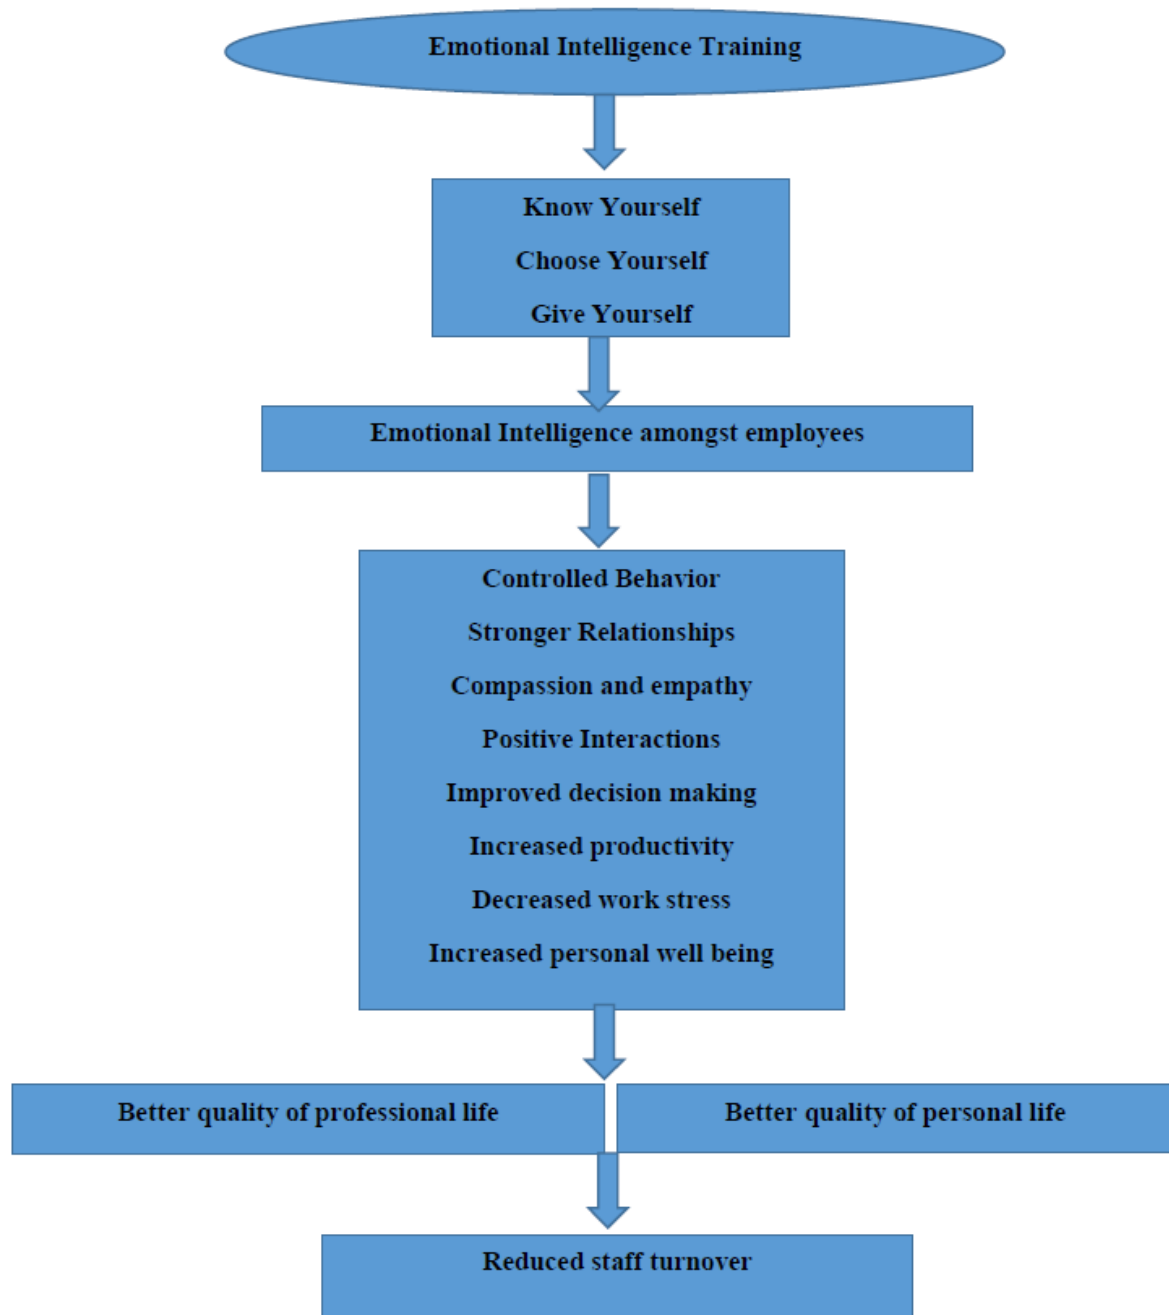 Emotional Intelligence Training
Know Yourself
Choose Yourself
Give Yourself
Emotional Intelligence amongst employees
Controlled Behavior
Stronger Relationships
Compassion and empathy
Positive Interactions
Improved decision making
Increased productivity
Decreased work stress
Increased personal well being
Better quality of professional life
Better quality of personal life
Reduced staff turnover